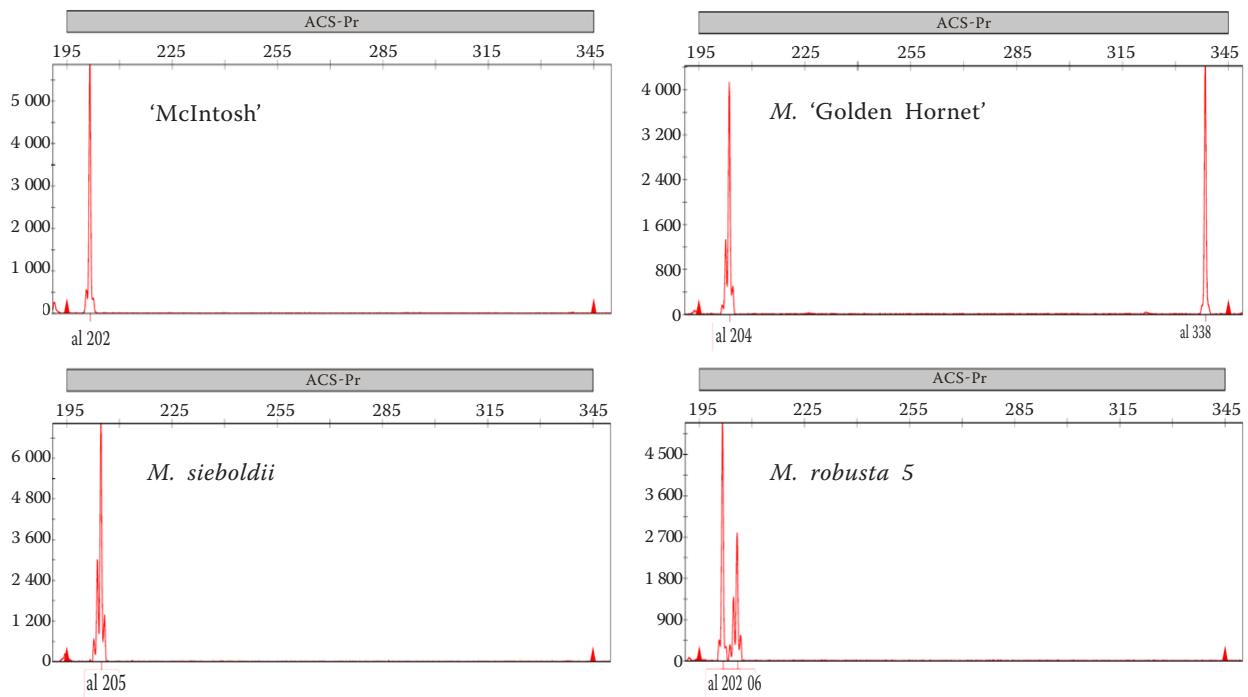 ACS-Pr
195 225 255 285 315 345
5 000
4 000
3 000
2 000
1 000
0
'McIntosh'
al 202
ACS-Pr
195 225 255 285 315 345
4 000
3 200
2 400
1 600
800
0
M. 'Golden Hornet'
al 204 al 338
ACS-Pr
195 225 255 285 315 345
6 000
4 800
3 600
2 400
1 200
0
M. sieboldii
al 205
ACS-Pr
195 225 255 285 315 345
4 500
3 600
2 700
1 800
900
0
M. robusta 5
al 202 06